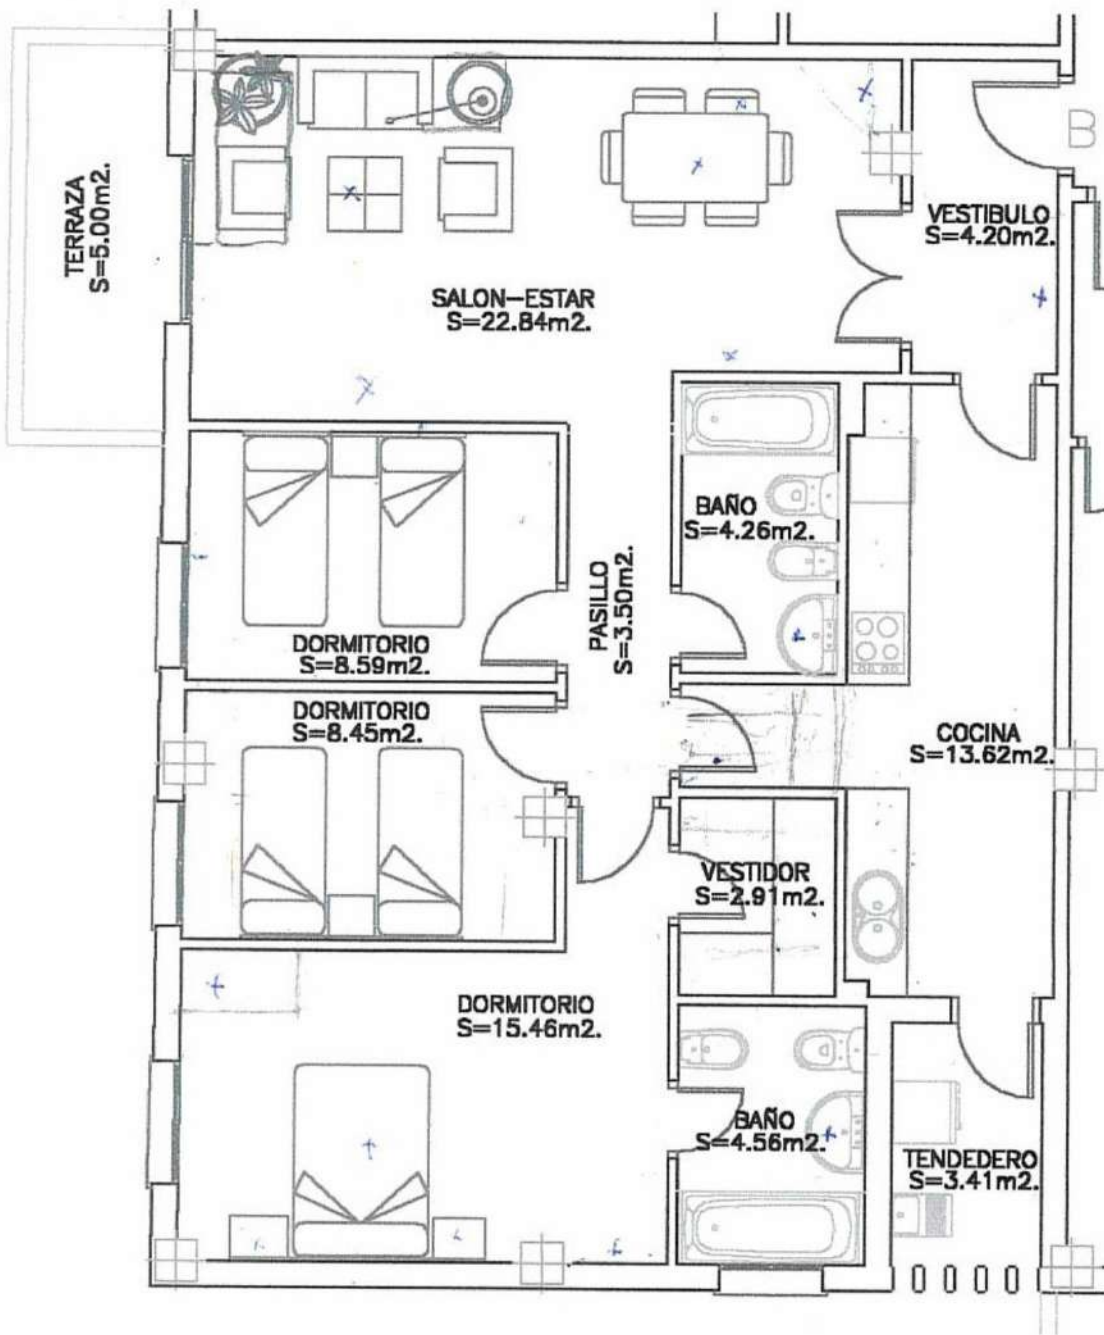 B
TERRAZA
S=5.00m2.
VESTIBULO
S=4.20m2.
SALON-ESTAR
S=22.84m2.
BAÑO
S=4.26m2.
PASILLO
S=3.50m2.
DORMITORIO
S=8.59m2.
DORMITORIO
S=8.45m2.
COCINA
S=13.62m2.
VESTIDOR
S=2.91m2.
DORMITORIO
S=15.46m2.
BAÑO
S=4.56m2.
TENDEDERO
S=3.41m2.